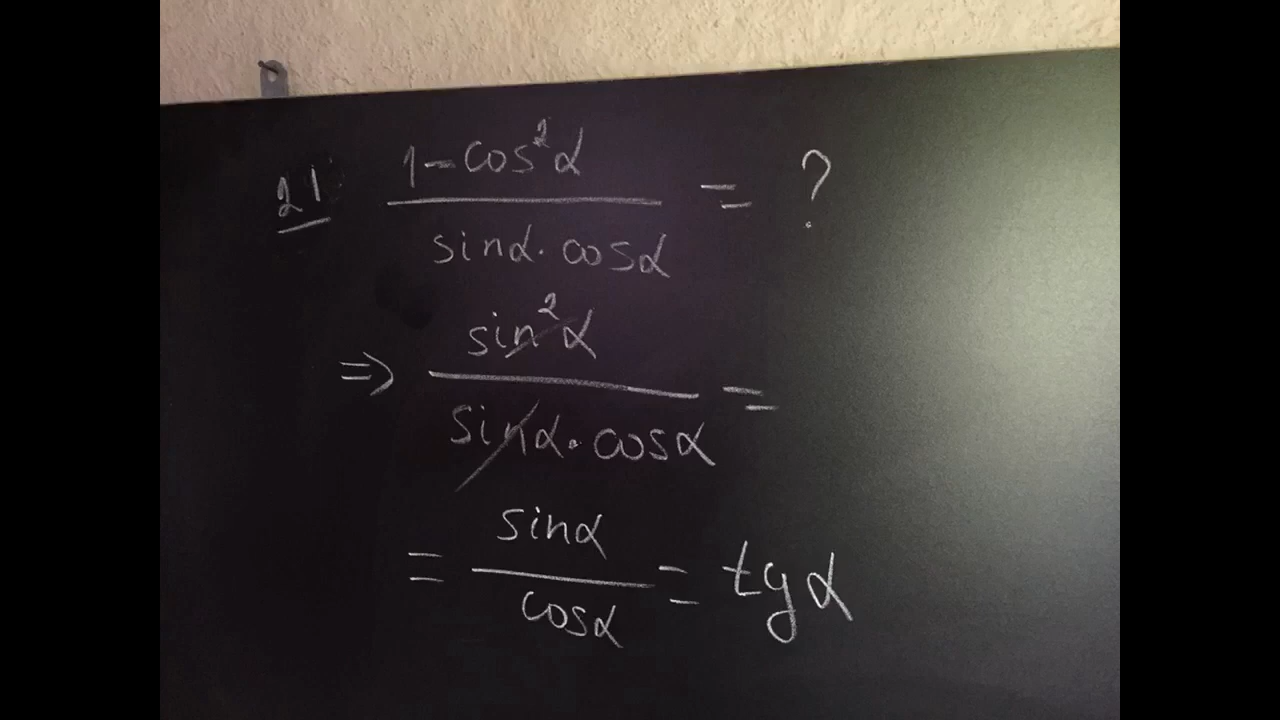 21 1-cos²α / sinα·cosα = ?
⇒ sin²α / sinα·cosα =
= sinα / cosα = tgα